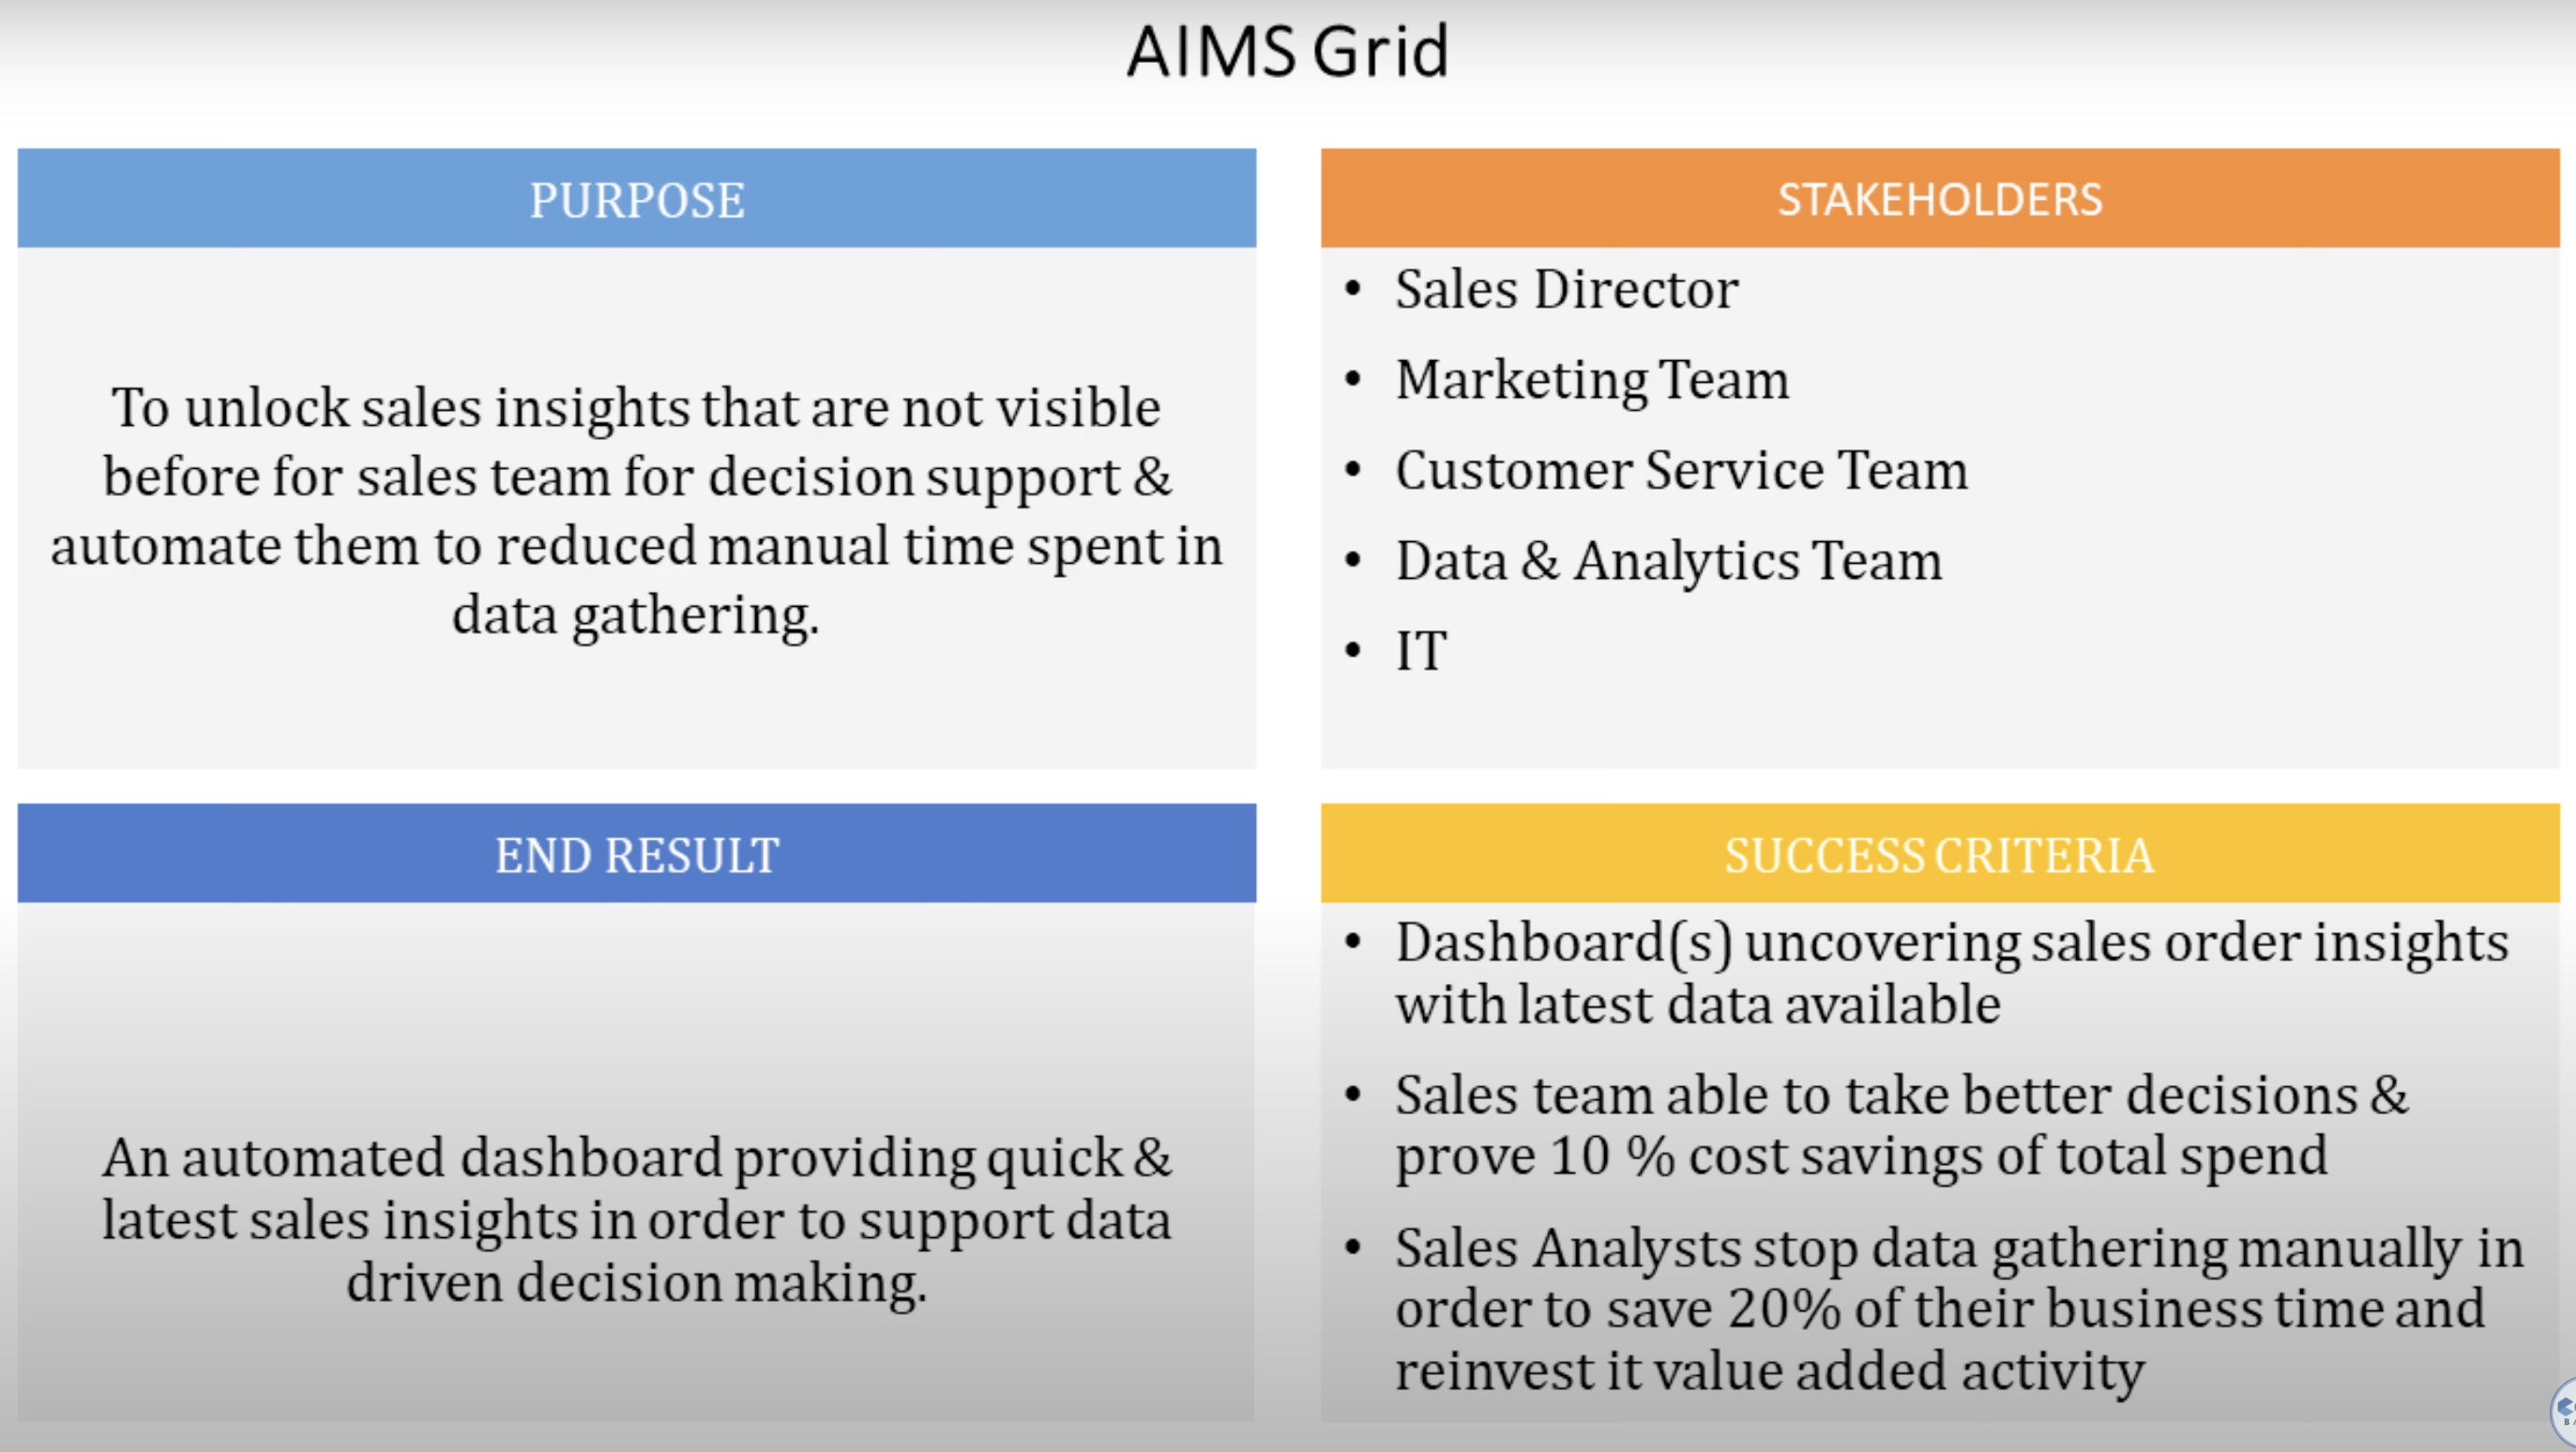 AIMS Grid
PURPOSE
To unlock sales insights that are not visible
before for sales team for decision support &
automate them to reduced manual time spent in
data gathering.
STAKEHOLDERS
• Sales Director
• Marketing Team
• Customer Service Team
• Data & Analytics Team
• IT
END RESULT
An automated dashboard providing quick &
latest sales insights in order to support data
driven decision making.
SUCCESS CRITERIA
• Dashboard(s) uncovering sales order insights
with latest data available
• Sales team able to take better decisions &
prove 10 % cost savings of total spend
• Sales Analysts stop data gathering manually in
order to save 20% of their business time and
reinvest it value added activity